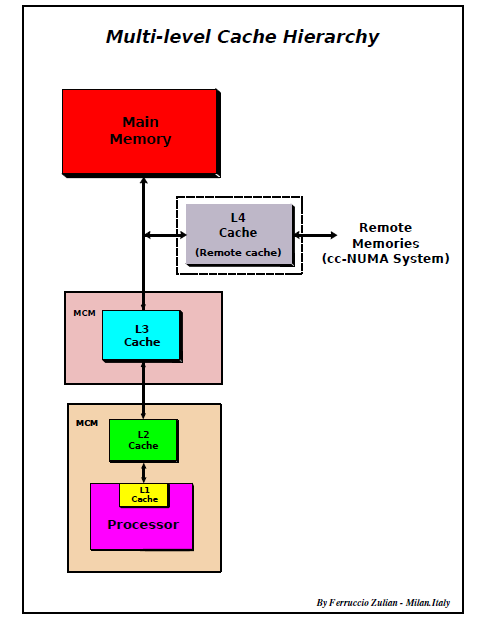 Multi-level Cache Hierarchy
Main
Memory
L4
Cache
(Remote cache)
Remote
Memories
(cc-NUMA System)
MCM
L3
Cache
MCM
L2
Cache
L1
Cache
Processor
By Ferruccio Zulian - Milan.Italy